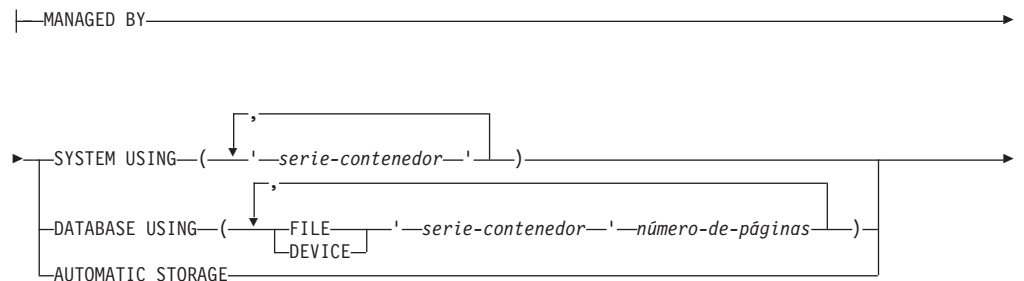 MANAGED BY
,
SYSTEM USING ( ' serie-contenedor ' )
,
DATABASE USING ( FILE ' serie-contenedor ' número-de-páginas )
DEVICE
AUTOMATIC STORAGE